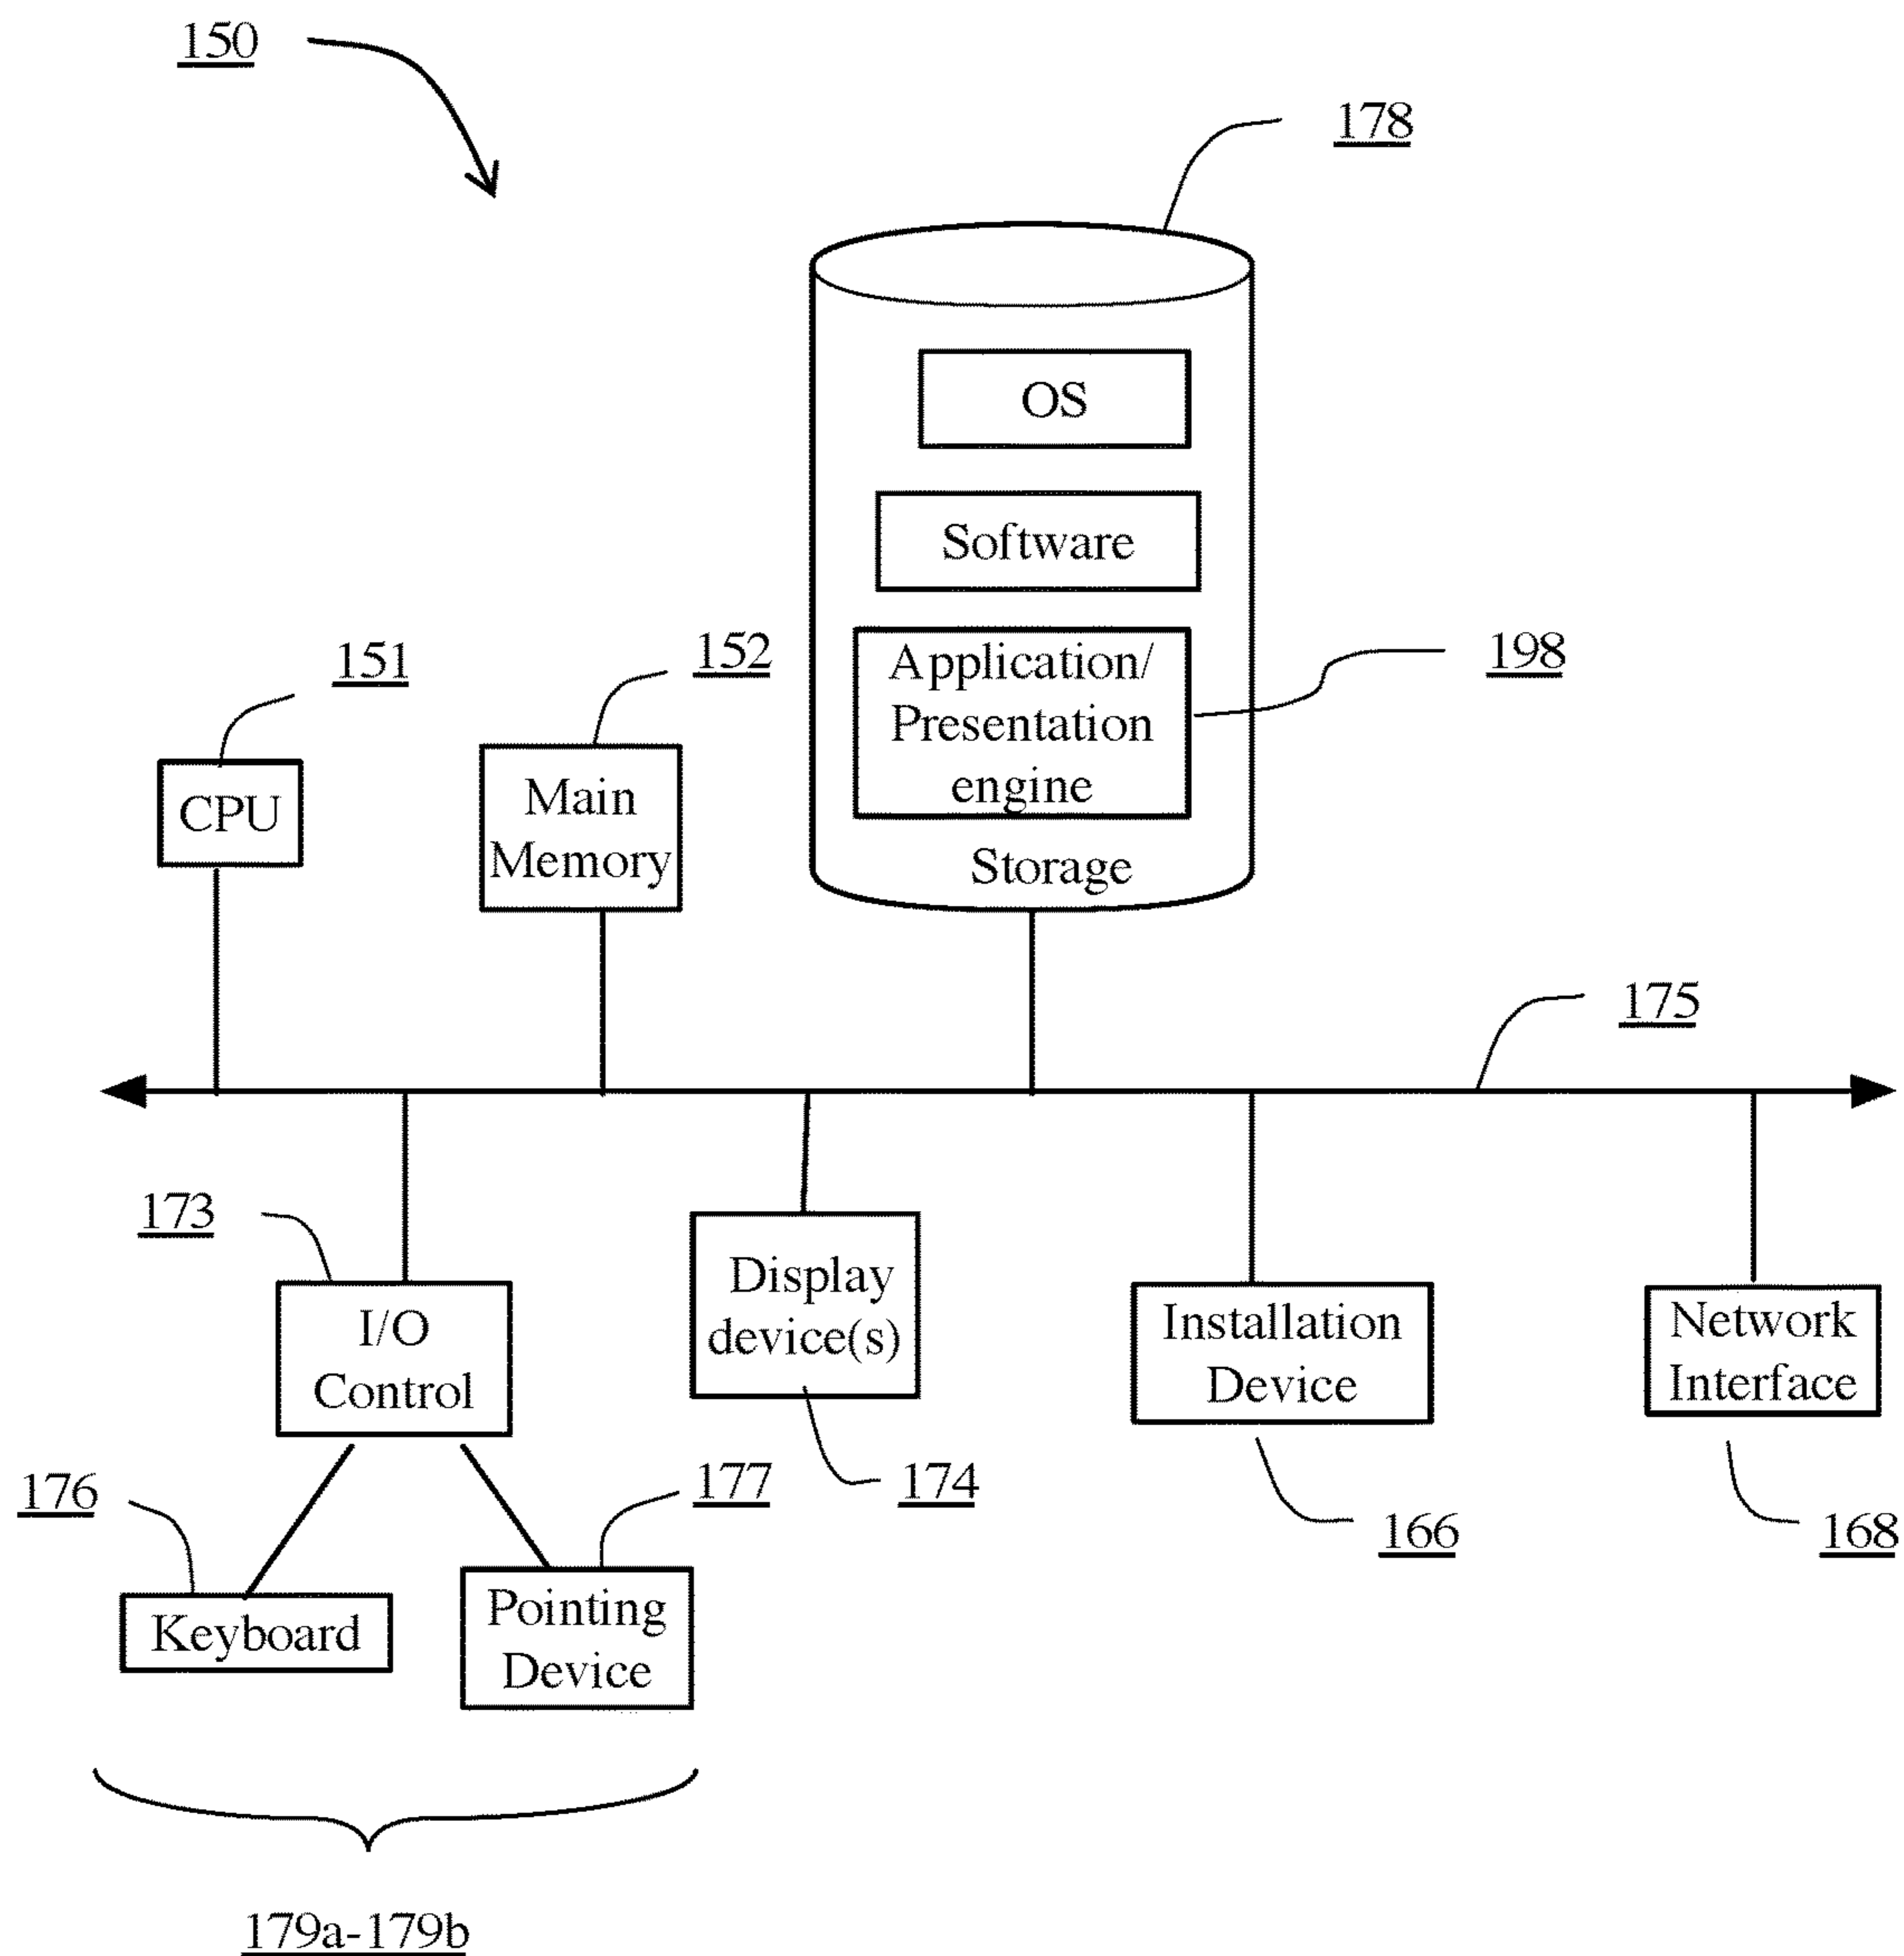 150
178
OS
Software
Application/
Presentation
engine
198
Storage
151
152
CPU
Main
Memory
175
173
I/O
Control
Display
device(s)
174
Installation
Device
166
Network
Interface
168
176
177
Keyboard
Pointing
Device
179a-179b